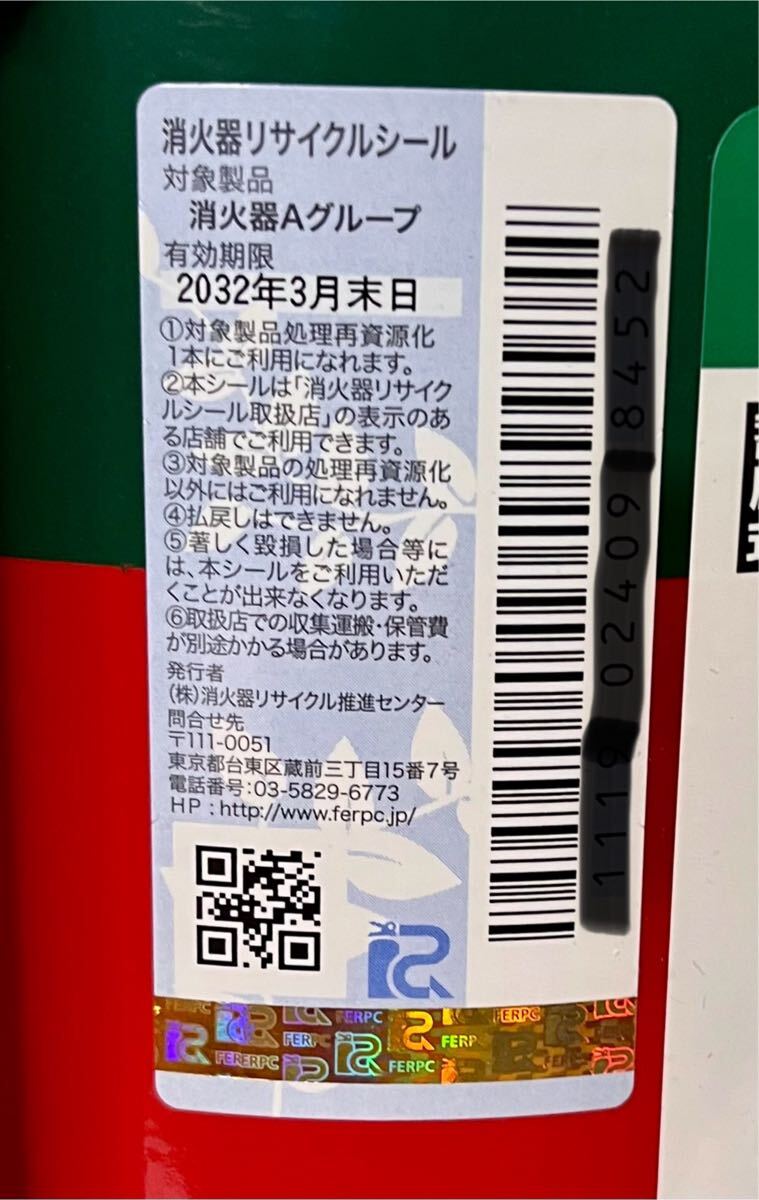 消火器リサイクルシール
対象製品
消火器Aグループ
有効期限
2032年3月末日
①対象製品処理再資源化
1本にご利用になれます。
②本シールは「消火器リサイク
ルシール取扱店」の表示のあ
る店舗でご利用できます。
③対象製品の処理再資源化
以外にはご利用になれません。
④払戻しはできません。
⑤著しく毀損した場合等に
は、本シールをご利用いただ
くことが出来なくなります。
⑥取扱店での収集運搬・保管費
が別途かかる場合があります。
発行者
(株)消火器リサイクル推進センター
問合せ先
〒111-0051
東京都台東区蔵前三丁目15番7号
電話番号:03-5829-6773
HP:http://www.ferpc.jp/
1119 02409 8452
FERPC FERPC FERPC
FERPC FERP
FERERPC FERPC